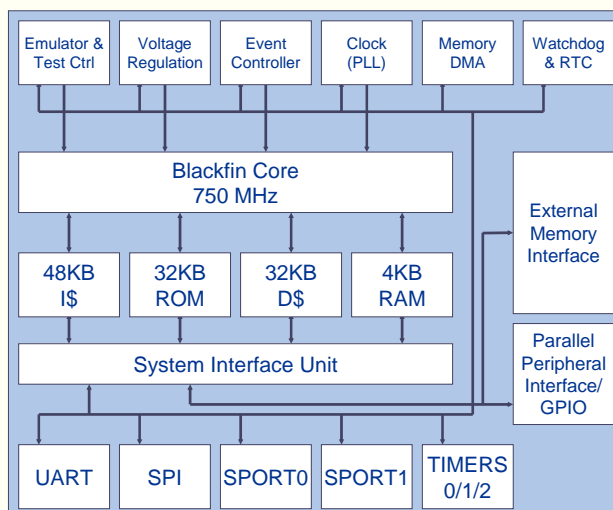 Emulator &
Test Ctrl
Voltage
Regulation
Event
Controller
Clock
(PLL)
Memory
DMA
Watchdog
& RTC
Blackfin Core
750 MHz
External
Memory
Interface
48KB
I$
32KB
ROM
32KB
D$
4KB
RAM
System Interface Unit
Parallel
Peripheral
Interface/
GPIO
UART
SPI
SPORT0
SPORT1
TIMERS
0/1/2